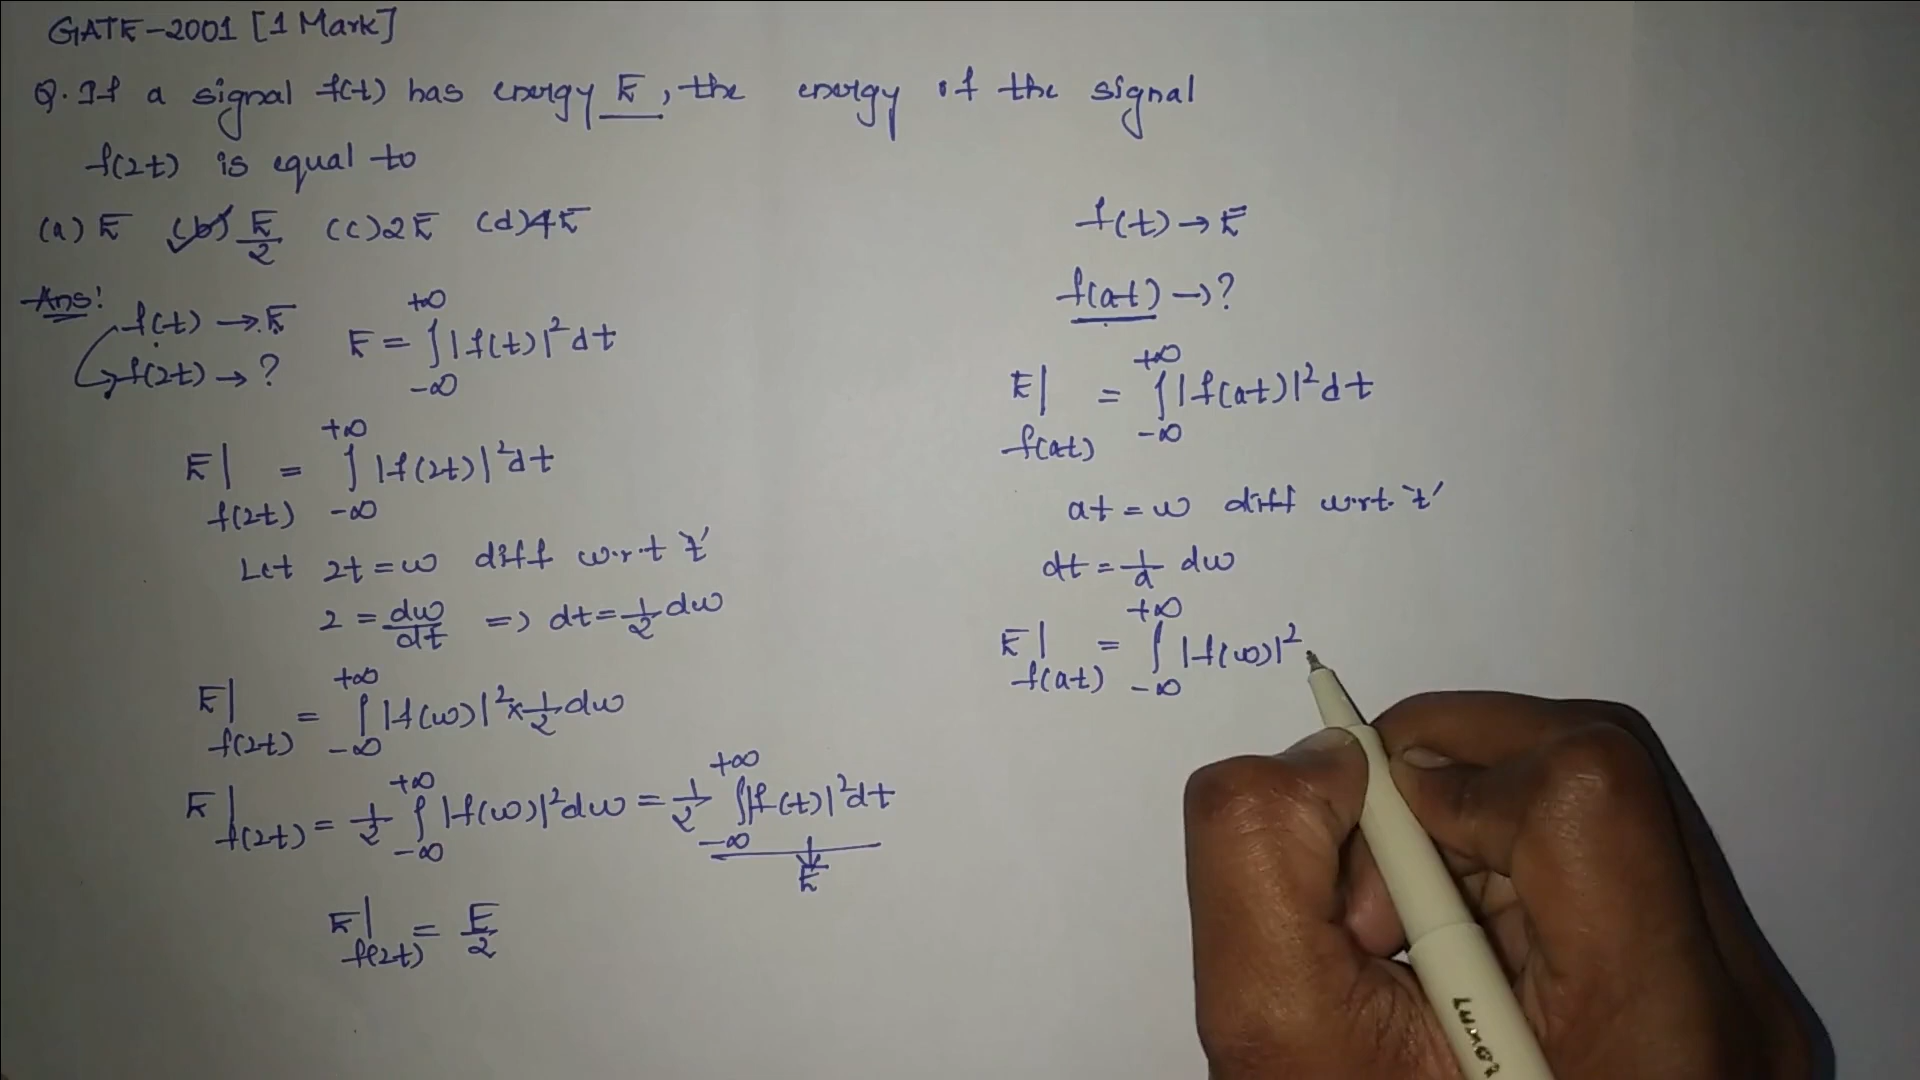 GATE-2001 [1 Mark]
Q. If a signal f(t) has energy E, the energy of the signal
f(2t) is equal to
(a) E (b) E/2 (c) 2E (d) 4E
Ans:
f(t) → E
f(2t) → ?
E = ∫_{-∞}^{+∞} |f(t)|² dt
E|_{f(2t)} = ∫_{-∞}^{+∞} |f(2t)|² dt
Let 2t = ω diff w.r.t 't'
2 = dω/dt => dt = 1/2 dω
E|_{f(2t)} = ∫_{-∞}^{+∞} |f(ω)|² × 1/2 dω
E|_{f(2t)} = 1/2 ∫_{-∞}^{+∞} |f(ω)|² dω = 1/2 ∫_{-∞}^{+∞} |f(t)|² dt
↓
E
E|_{f(2t)} = E/2
f(t) → E
f(at) → ?
E|_{f(at)} = ∫_{-∞}^{+∞} |f(at)|² dt
at = ω diff w.r.t. 't'
dt = 1/a dω
E|_{f(at)} = ∫_{-∞}^{+∞} |f(ω)|²